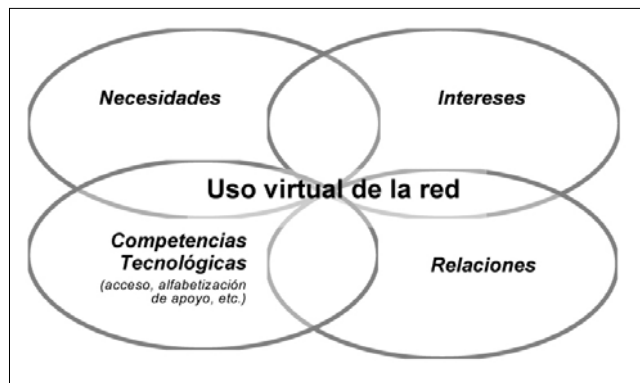 Necesidades
Intereses
Uso virtual de la red
Competencias
Tecnológicas
(acceso, alfabetización
de apoyo, etc.)
Relaciones